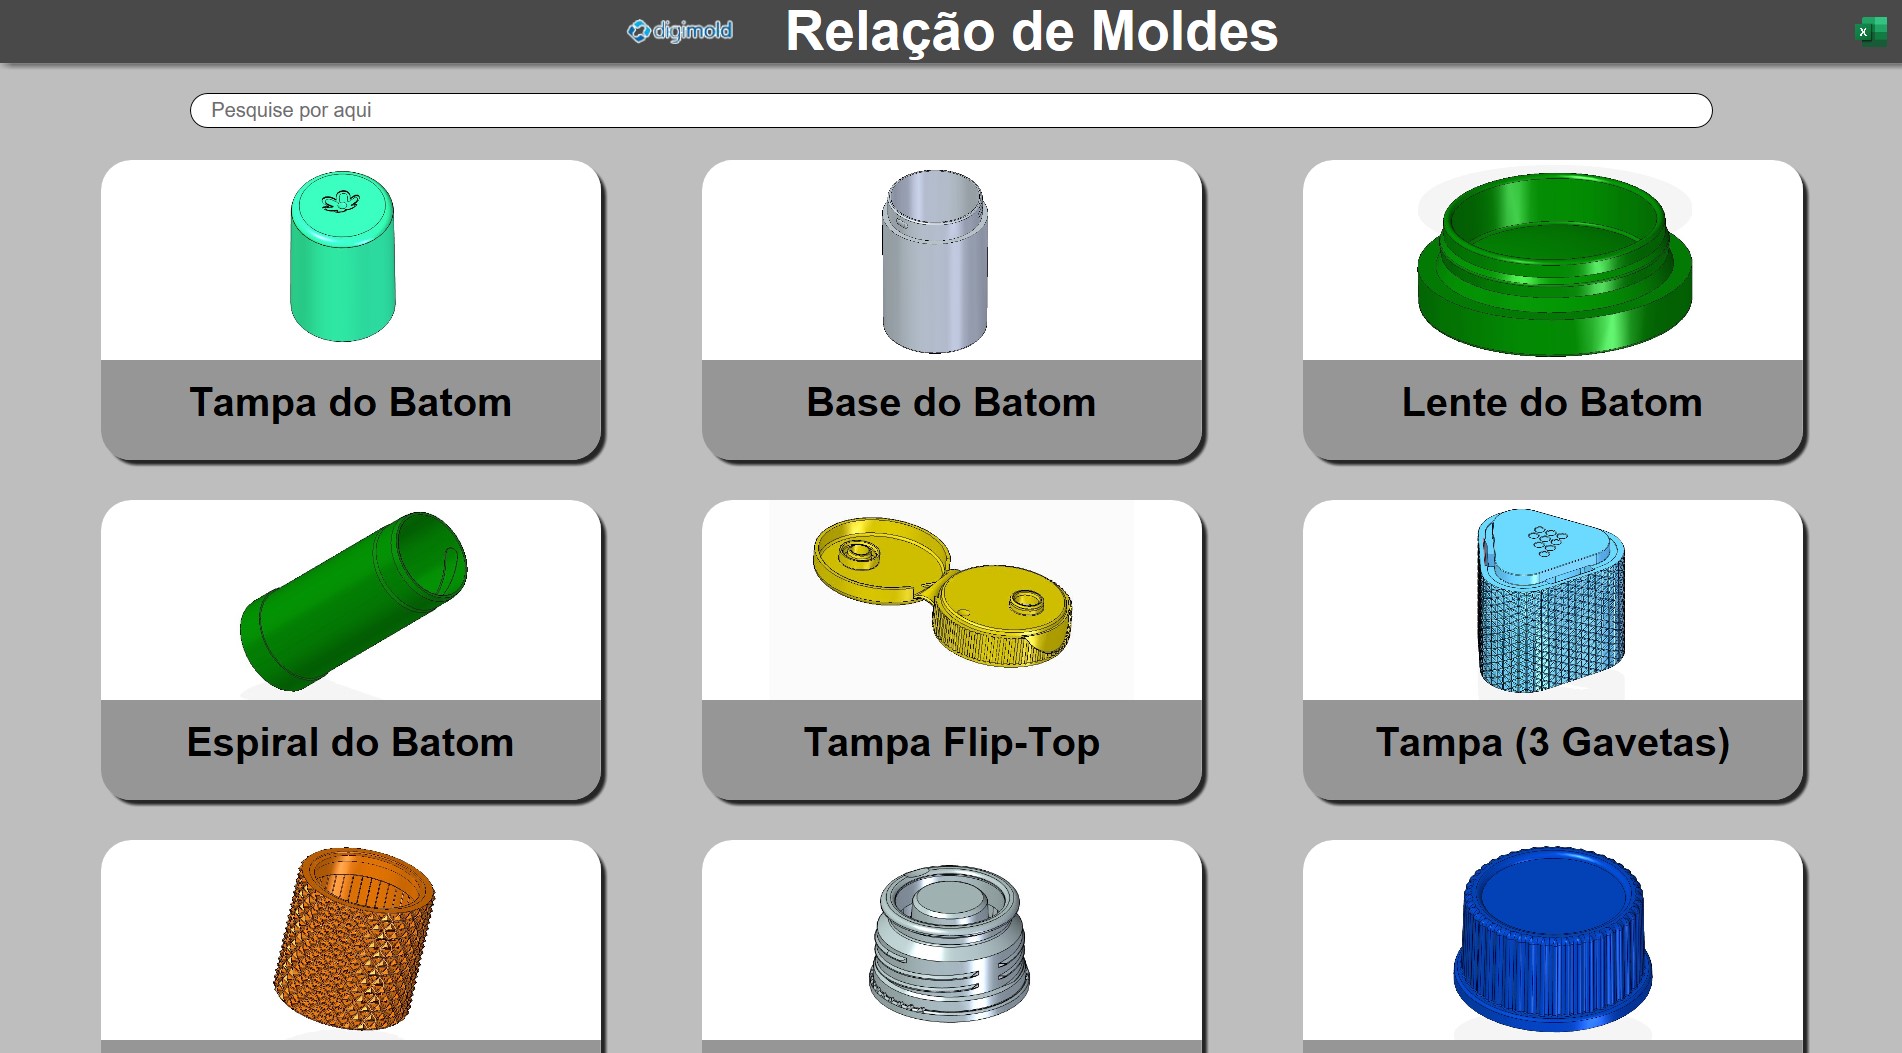 digimold
Relação de Moldes
X
Pesquise por aqui
Tampa do Batom
Base do Batom
Lente do Batom
Espiral do Batom
Tampa Flip-Top
Tampa (3 Gavetas)